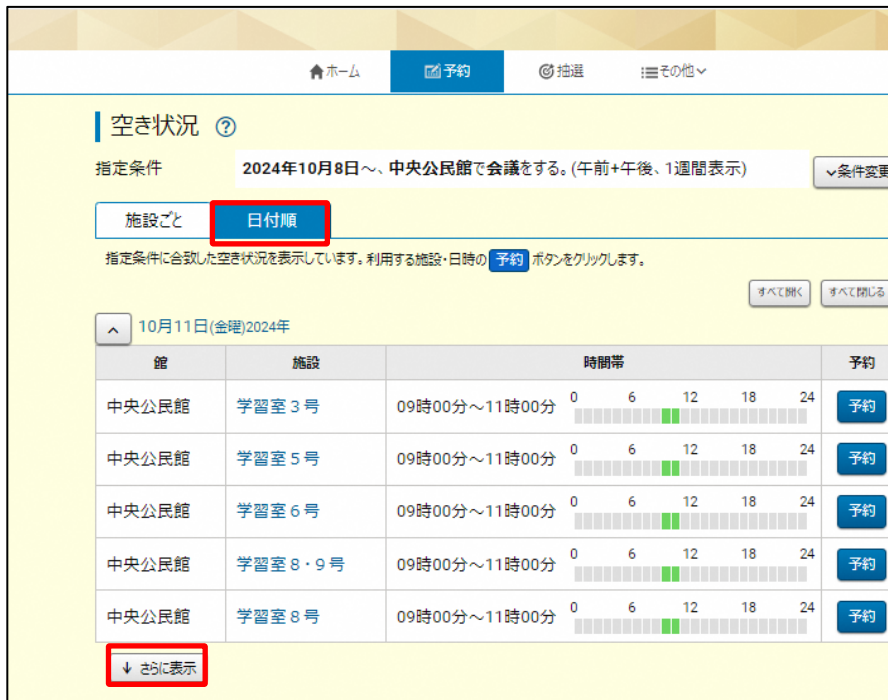 ホーム 予約 抽選 その他
空き状況 ?
指定条件 2024年10月8日～、中央公民館で会議をする。(午前+午後、1週間表示) 条件変更
施設ごと 日付順
指定条件に合致した空き状況を表示しています。利用する施設・日時の 予約 ボタンをクリックします。
すべて開く すべて閉じる
10月11日(金曜)2024年
館 施設 時間帯 予約
中央公民館 学習室３号 09時00分～11時00分 0 6 12 18 24 予約
中央公民館 学習室５号 09時00分～11時00分 0 6 12 18 24 予約
中央公民館 学習室６号 09時00分～11時00分 0 6 12 18 24 予約
中央公民館 学習室８・９号 09時00分～11時00分 0 6 12 18 24 予約
中央公民館 学習室８号 09時00分～11時00分 0 6 12 18 24 予約
↓ さらに表示